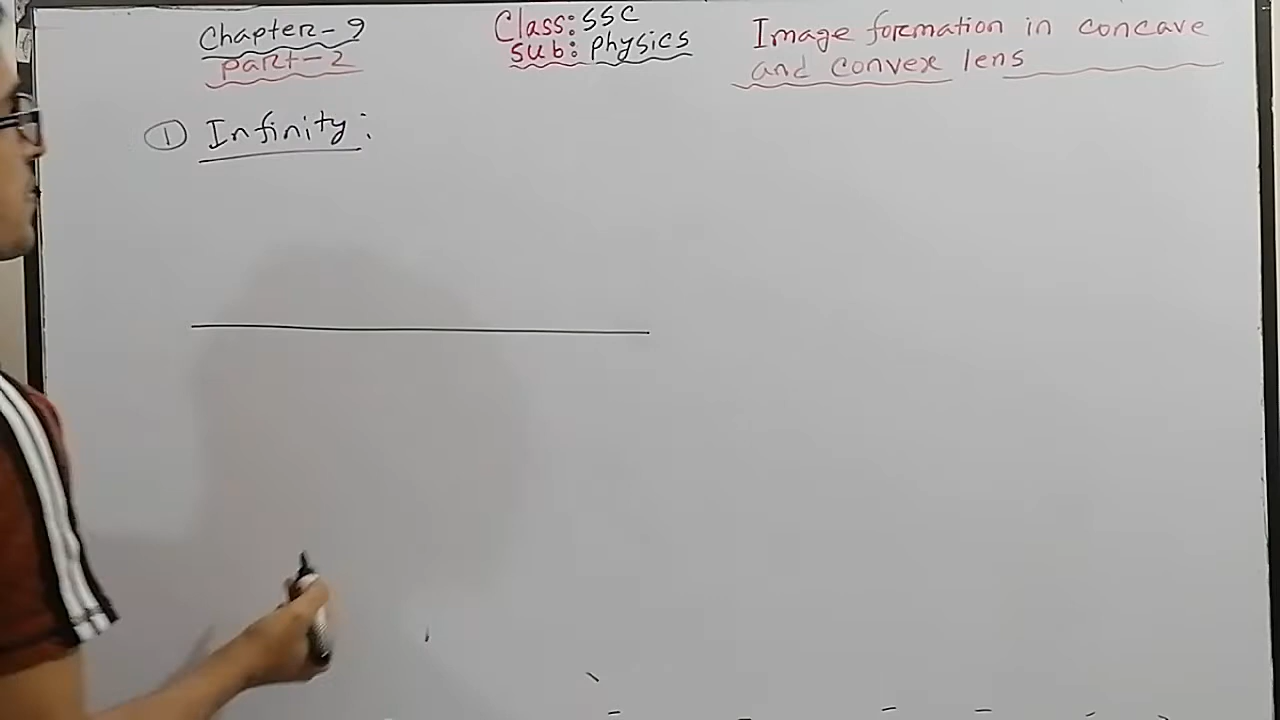 Chapter-9
Part-2
Class: SSC
Sub: Physics
Image formation in concave
and convex lens
① Infinity: